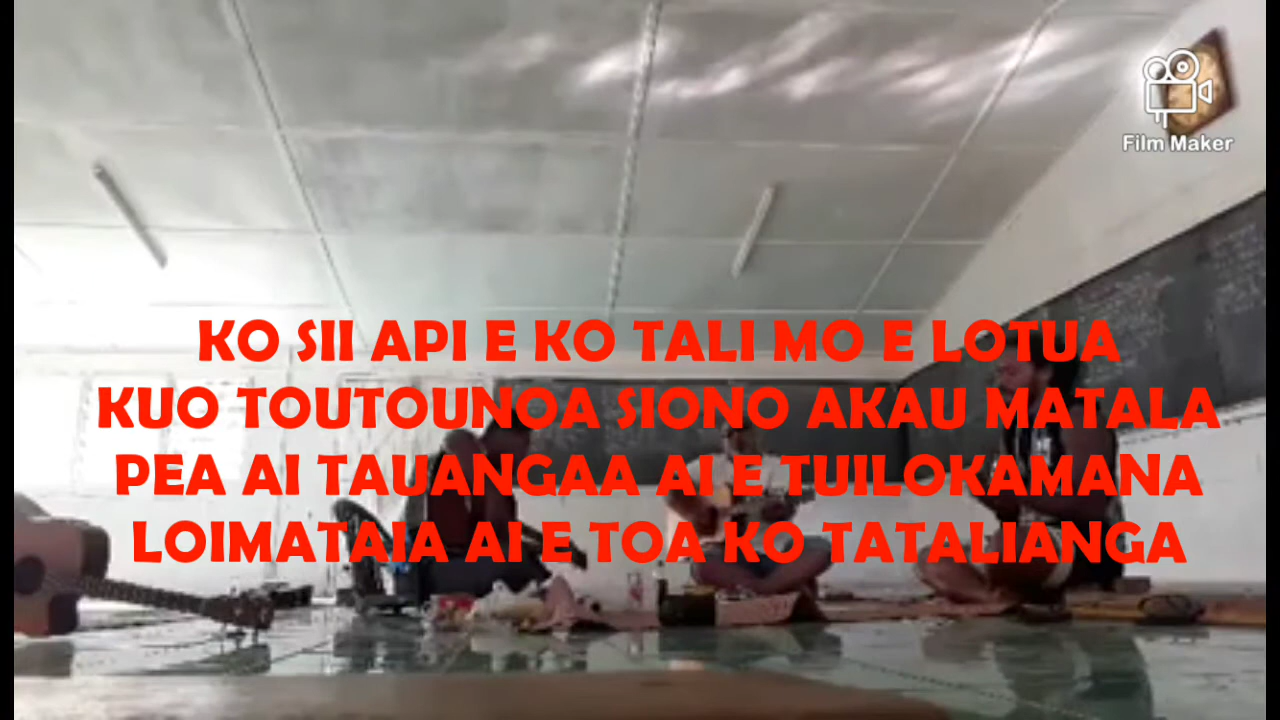 Film Maker
KO SII API E KO TALI MO E LOTUA
KUO TOUTOUNOA SIONO AKAU MATALA
PEA AI TAUANGAA AI E TUILOKAMANA
LOIMATAIA AI E TOA KO TATALIANGA